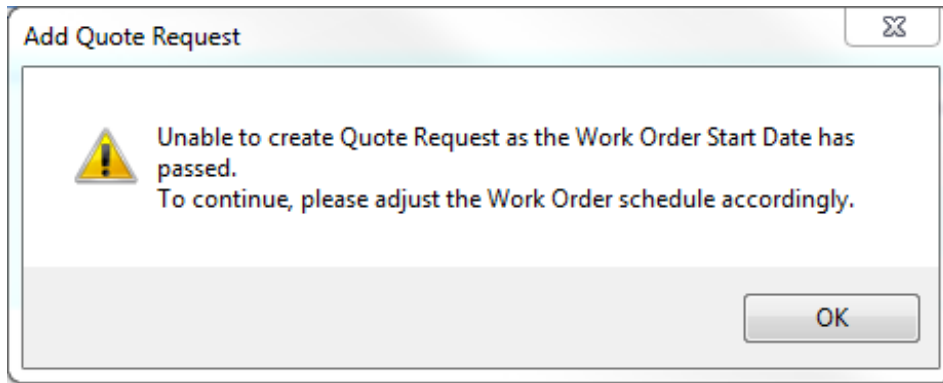 Add Quote Request
Unable to create Quote Request as the Work Order Start Date has
passed.
To continue, please adjust the Work Order schedule accordingly.
OK